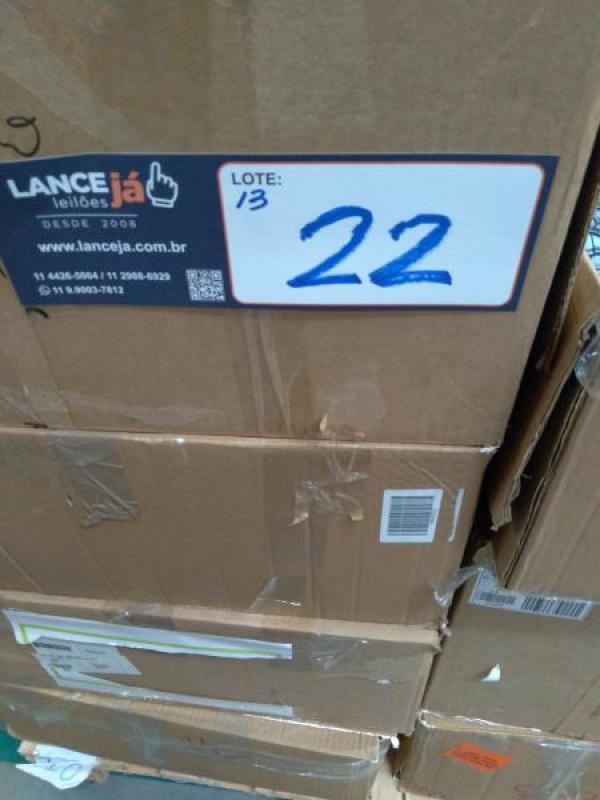 LANCE já
leilões
DESDE 2008
www.lanceja.com.br
11 4426-5064 / 11 2988-6929
11 9.9003-7812
LOTE:
13
22